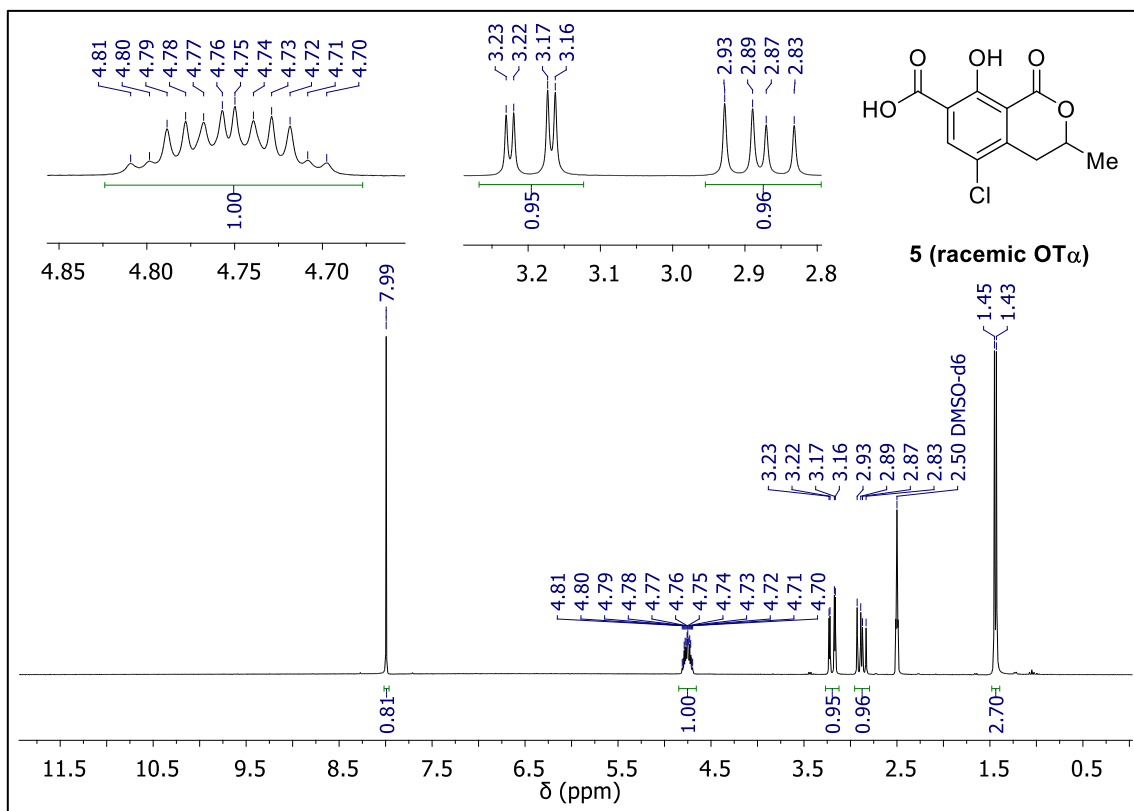 4.81 4.80 4.79 4.78 4.77 4.76 4.75 4.74 4.73 4.72 4.71 4.70
3.23 3.22 3.17 3.16
2.93 2.89 2.87 2.83
OH O
O
HO O
Me
Cl
1.00
0.95
0.96
4.85 4.80 4.75 4.70
3.2 3.1 3.0 2.9 2.8
5 (racemic OTα)
7.99
1.45 1.43
3.23 3.22 3.17 3.16 2.93 2.89 2.87 2.83 2.50 DMSO-d6
4.81 4.80 4.79 4.78 4.77 4.76 4.75 4.74 4.73 4.72 4.71 4.70
0.81 1.00 0.95 0.96 2.70
11.5 10.5 9.5 8.5 7.5 6.5 5.5 4.5 3.5 2.5 1.5 0.5
δ (ppm)